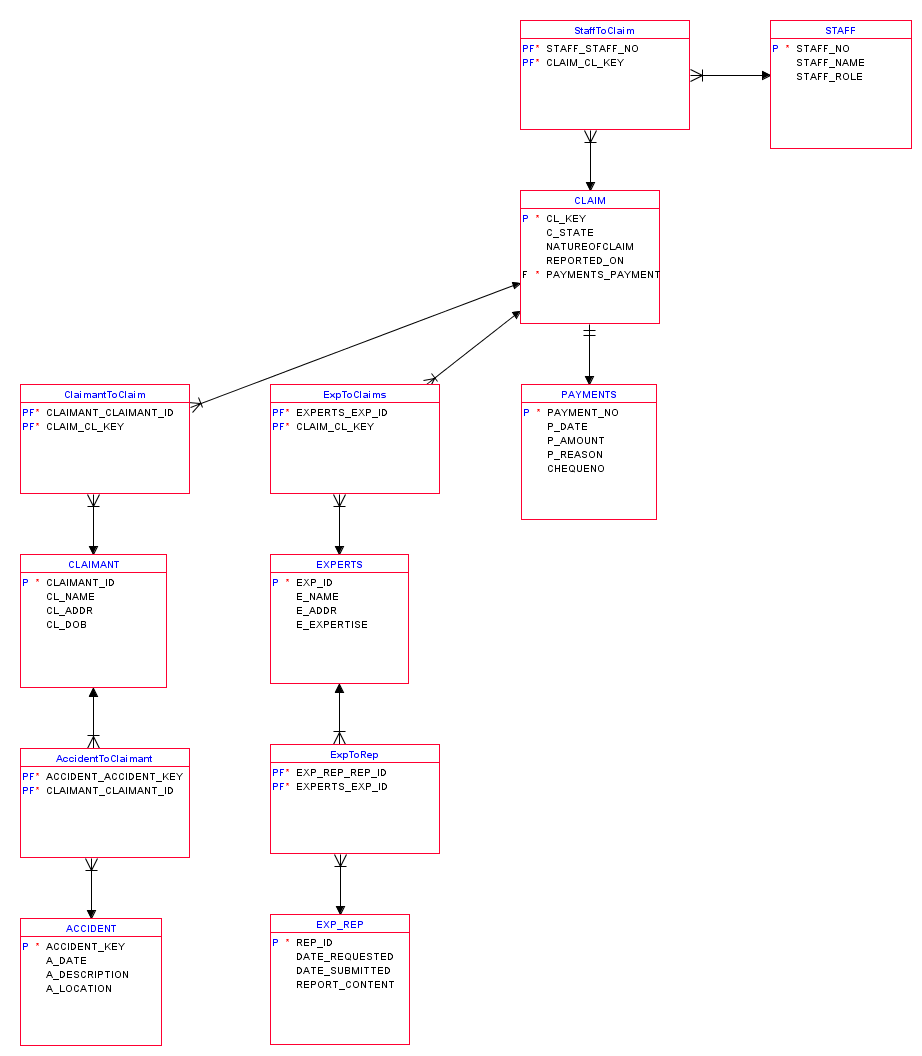 StaffToClaim
PF* STAFF_STAFF_NO
PF* CLAIM_CL_KEY
STAFF
P * STAFF_NO
STAFF_NAME
STAFF_ROLE
CLAIM
P * CL_KEY
C_STATE
NATUREOFCLAIM
REPORTED_ON
F * PAYMENTS_PAYMENT
ClaimantToClaim
PF* CLAIMANT_CLAIMANT_ID
PF* CLAIM_CL_KEY
ExpToClaims
PF* EXPERTS_EXP_ID
PF* CLAIM_CL_KEY
PAYMENTS
P * PAYMENT_NO
P_DATE
P_AMOUNT
P_REASON
CHEQUENO
CLAIMANT
P * CLAIMANT_ID
CL_NAME
CL_ADDR
CL_DOB
EXPERTS
P * EXP_ID
E_NAME
E_ADDR
E_EXPERTISE
AccidentToClaimant
PF* ACCIDENT_ACCIDENT_KEY
PF* CLAIMANT_CLAIMANT_ID
ExpToRep
PF* EXP_REP_REP_ID
PF* EXPERTS_EXP_ID
ACCIDENT
P * ACCIDENT_KEY
A_DATE
A_DESCRIPTION
A_LOCATION
EXP_REP
P * REP_ID
DATE_REQUESTED
DATE_SUBMITTED
REPORT_CONTENT